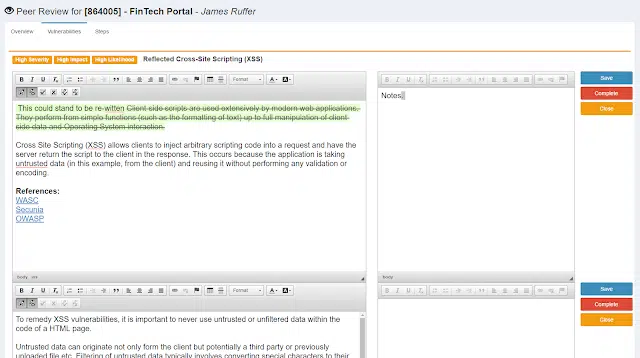 Peer Review for [864005] - FinTech Portal - James Ruffer
Overview Vulnerabilities Steps
High Severity High Impact High Likelihood Reflected Cross-Site Scripting (XSS)
Format
Format
Save
Complete
Close
Notes.
This could stand to be re-witten Client-side scripts are used extensively by modern web applications.
They perform from simple functions (such as the formatting of text) up to full manipulation of client-
side data and Operating System interaction.
Cross Site Scripting (XSS) allows clients to inject arbitrary scripting code into a request and have the
server return the script to the client in the response. This occurs because the application is taking
untrusted data (in this example, from the client) and reusing it without performing any validation or
encoding.
References:
WASC
Secunia
OWASP
body
body
Format
Format
Save
Complete
Close
To remedy XSS vulnerabilities, it is important to never use untrusted or unfiltered data within the
code of a HTML page.
Untrusted data can originate not only form the client but potentially a third party or previously
uploaded file etc. Filtering of untrusted data typically involves converting special characters to their